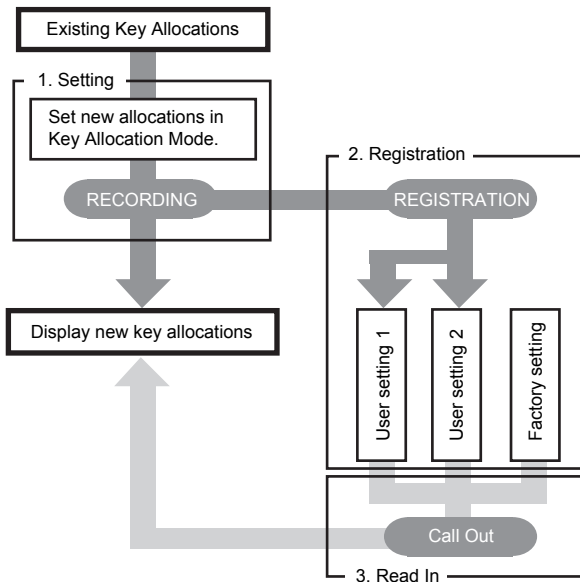 Existing Key Allocations
1. Setting
Set new allocations in
Key Allocation Mode.
RECORDING
2. Registration
REGISTRATION
Display new key allocations
User setting 1
User setting 2
Factory setting
Call Out
3. Read In